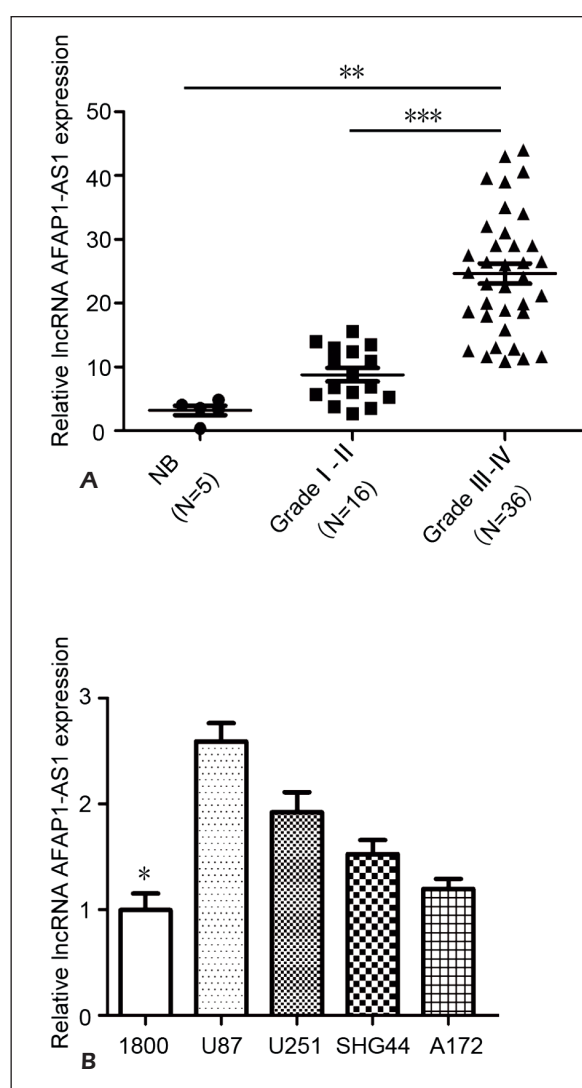 Relative lncRNA AFAP1-AS1 expression
**
***
50
40
30
20
10
0
NB
(N=5)
Grade I-II
(N=16)
Grade III-IV
(N=36)
A
Relative lncRNA AFAP1-AS1 expression
3
2
1
0
*
1800
U87
U251
SHG44
A172
B